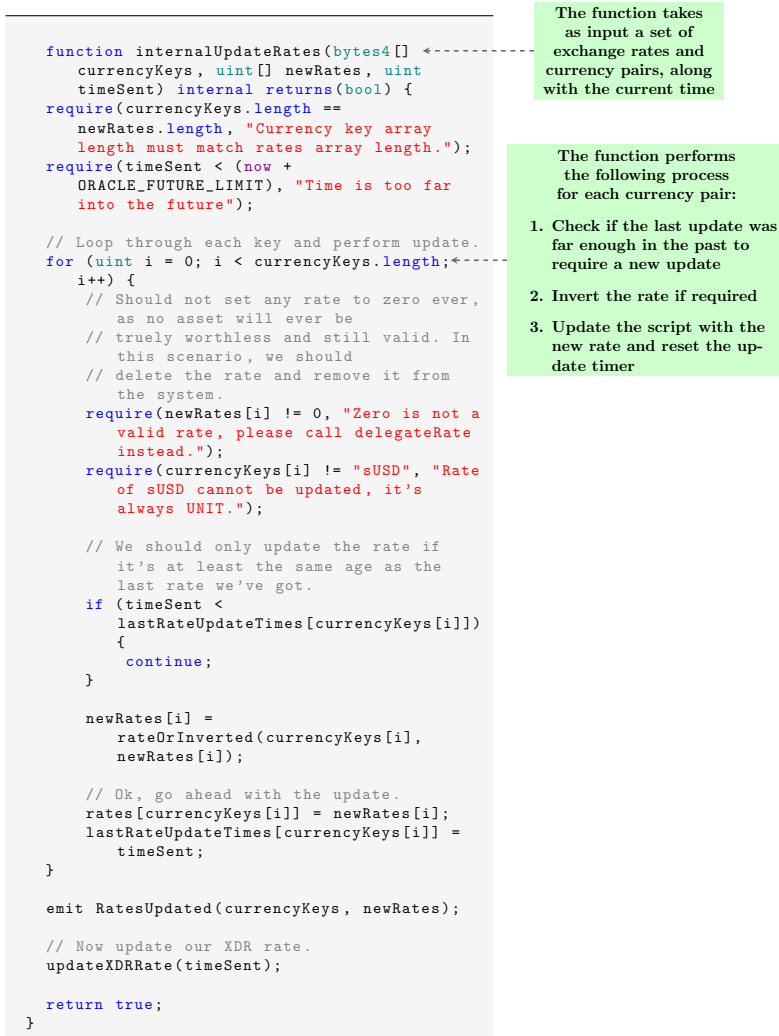 function internalUpdateRates(bytes4[]
currencyKeys, uint[] newRates, uint
timeSent) internal returns(bool) {
require(currencyKeys.length ==
newRates.length, "Currency key array
length must match rates array length.");
require(timeSent < (now +
ORACLE_FUTURE_LIMIT), "Time is too far
into the future");
// Loop through each key and perform update.
for (uint i = 0; i < currencyKeys.length;
i++) {
// Should not set any rate to zero ever,
as no asset will ever be
// truely worthless and still valid. In
this scenario, we should
// delete the rate and remove it from
the system.
require(newRates[i] != 0, "Zero is not a
valid rate, please call delegateRate
instead.");
require(currencyKeys[i] != "sUSD", "Rate
of sUSD cannot be updated, it's
always UNIT.");
// We should only update the rate if
it's at least the same age as the
last rate we've got.
if (timeSent <
lastRateUpdateTimes[currencyKeys[i]])
{
continue;
}
newRates[i] =
rateOrInverted(currencyKeys[i],
newRates[i]);
// Ok, go ahead with the update.
rates[currencyKeys[i]] = newRates[i];
lastRateUpdateTimes[currencyKeys[i]] =
timeSent;
}
emit RatesUpdated(currencyKeys, newRates);
// Now update our XDR rate.
updateXDRRate(timeSent);
return true;
}
The function takes
as input a set of
exchange rates and
currency pairs, along
with the current time
The function performs
the following process
for each currency pair:
1. Check if the last update was
far enough in the past to
require a new update
2. Invert the rate if required
3. Update the script with the
new rate and reset the up-
date timer